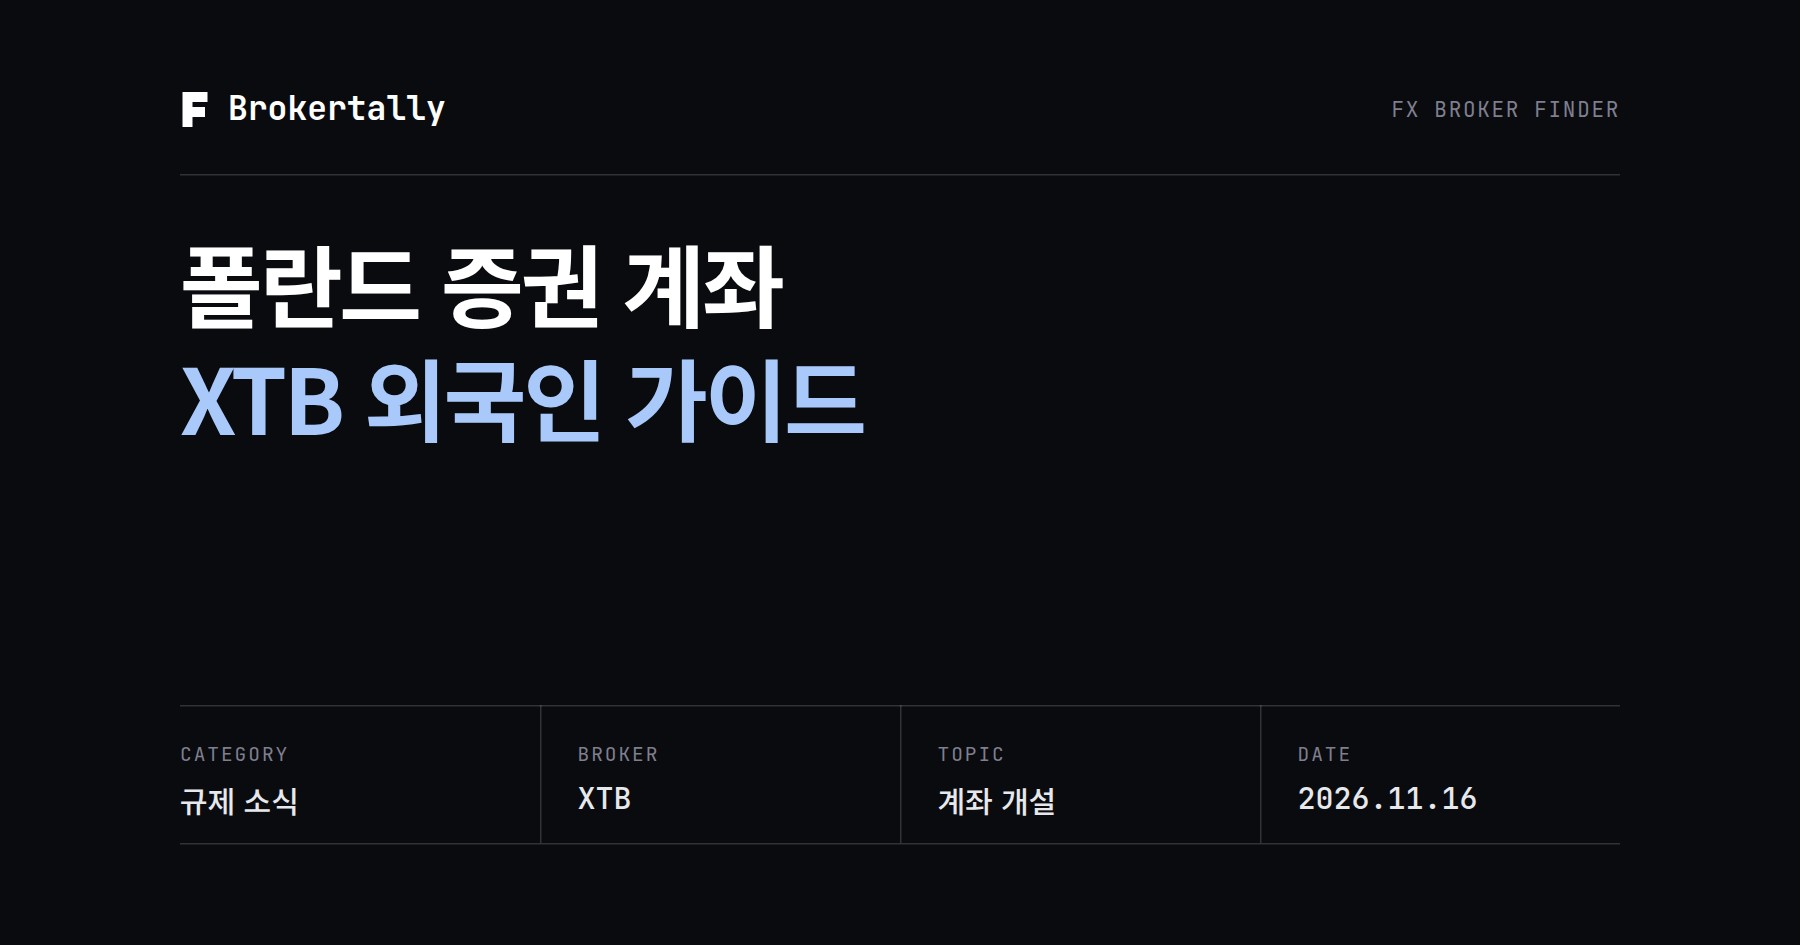 Brokertally
FX BROKER FINDER
폴란드 증권 계좌
XTB 외국인 가이드
CATEGORY
규제 소식
BROKER
XTB
TOPIC
계좌 개설
DATE
2026.11.16